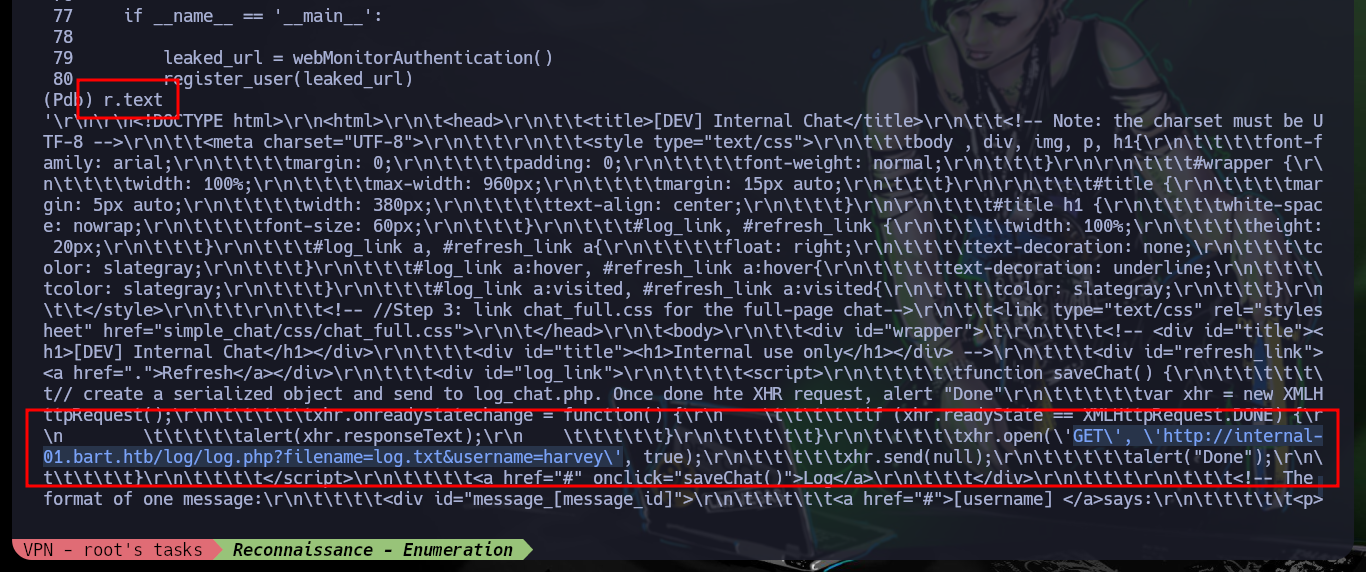 77     if __name__ == '__main__':
78
79         leaked_url = webMonitorAuthentication()
80         register_user(leaked_url)
(Pdb) r.text
'\r\n\r\n<!DOCTYPE html>\r\n<html>\r\n\t<head>\r\n\t\t<title>[DEV] Internal Chat</title>\r\n\t\t<!-- Note: the charset must be U
TF-8 -->\r\n\t\t<meta charset="UTF-8">\r\n\t\t\r\n\t\t<style type="text/css">\r\n\t\t\tbody , div, img, p, h1{\r\n\t\t\t\tfont-f
amily: arial;\r\n\t\t\t\tmargin: 0;\r\n\t\t\t\tpadding: 0;\r\n\t\t\t\tfont-weight: normal;\r\n\t\t\t}\r\n\r\n\t\t\t#wrapper {\r\
n\t\t\t\twidth: 100%;\r\n\t\t\t\tmax-width: 960px;\r\n\t\t\t\tmargin: 15px auto;\r\n\t\t\t}\r\n\r\n\t\t\t#title {\r\n\t\t\t\tmar
gin: 5px auto;\r\n\t\t\t\twidth: 380px;\r\n\t\t\t\ttext-align: center;\r\n\t\t\t}\r\n\r\n\t\t\t#title h1 {\r\n\t\t\t\twhite-spac
e: nowrap;\r\n\t\t\t\tfont-size: 60px;\r\n\t\t\t}\r\n\t\t\t#log_link, #refresh_link {\r\n\t\t\t\twidth: 100%;\r\n\t\t\t\theight:
 20px;\r\n\t\t\t}\r\n\t\t\t#log_link a, #refresh_link a{\r\n\t\t\t\tfloat: right;\r\n\t\t\t\ttext-decoration: none;\r\n\t\t\t\tc
olor: slategray;\r\n\t\t\t}\r\n\t\t\t#log_link a:hover, #refresh_link a:hover{\r\n\t\t\t\ttext-decoration: underline;\r\n\t\t\t\
tcolor: slategray;\r\n\t\t\t}\r\n\t\t\t#log_link a:visited, #refresh_link a:visited{\r\n\t\t\t\tcolor: slategray;\r\n\t\t\t}\r\n
\t\t</style>\r\n\t\t\r\n\t\t<!-- //Step 3: link chat_full.css for the full-page chat-->\r\n\t\t<link type="text/css" rel="styles
heet" href="simple_chat/css/chat_full.css">\r\n\t</head>\r\n\t<body>\r\n\t\t<div id="wrapper">\t\r\n\t\t\t<!-- <div id="title"><
h1>[DEV] Internal Chat</h1></div>\r\n\t\t\t<div id="title"><h1>Internal use only</h1></div> -->\r\n\t\t\t<div id="refresh_link">
<a href=".">Refresh</a></div>\r\n\t\t\t<div id="log_link">\r\n\t\t\t\t<script>\r\n\t\t\t\tfunction saveChat() {\r\n\t\t\t\t\t
\t// create a serialized object and send to log_chat.php. Once done hte XHR request, alert "Done"\r\n\t\t\t\t\tvar xhr = new XMLH
ttpRequest();\r\n\t\t\t\t\txhr.onreadystatechange = function() {\r\n    \t\t\t\t\tif (xhr.readyState == XMLHttpRequest.DONE) {\r
\n        \t\t\t\t\talert(xhr.responseText);\r\n    \t\t\t\t\t}\r\n\t\t\t\t\t}\r\n\t\t\t\t\txhr.open(\'GET\', \'http://internal-
01.bart.htb/log/log.php?filename=log.txt&username=harvey\', true);\r\n\t\t\t\t\txhr.send(null);\r\n\t\t\t\t\talert("Done");\r\n\
t\t\t\t}\r\n\t\t\t\t</script>\r\n\t\t\t\t<a href="#" onclick="saveChat()">Log</a>\r\n\t\t\t</div>\r\n\t\t\t\r\n\t\t\t<!-- The
format of one message:\r\n\t\t\t\t<div id="message_[message_id]">\r\n\t\t\t\t\t<a href="#">[username] </a>says:\r\n\t\t\t\t\t<p>
VPN - root's tasks  Reconnaissance - Enumeration